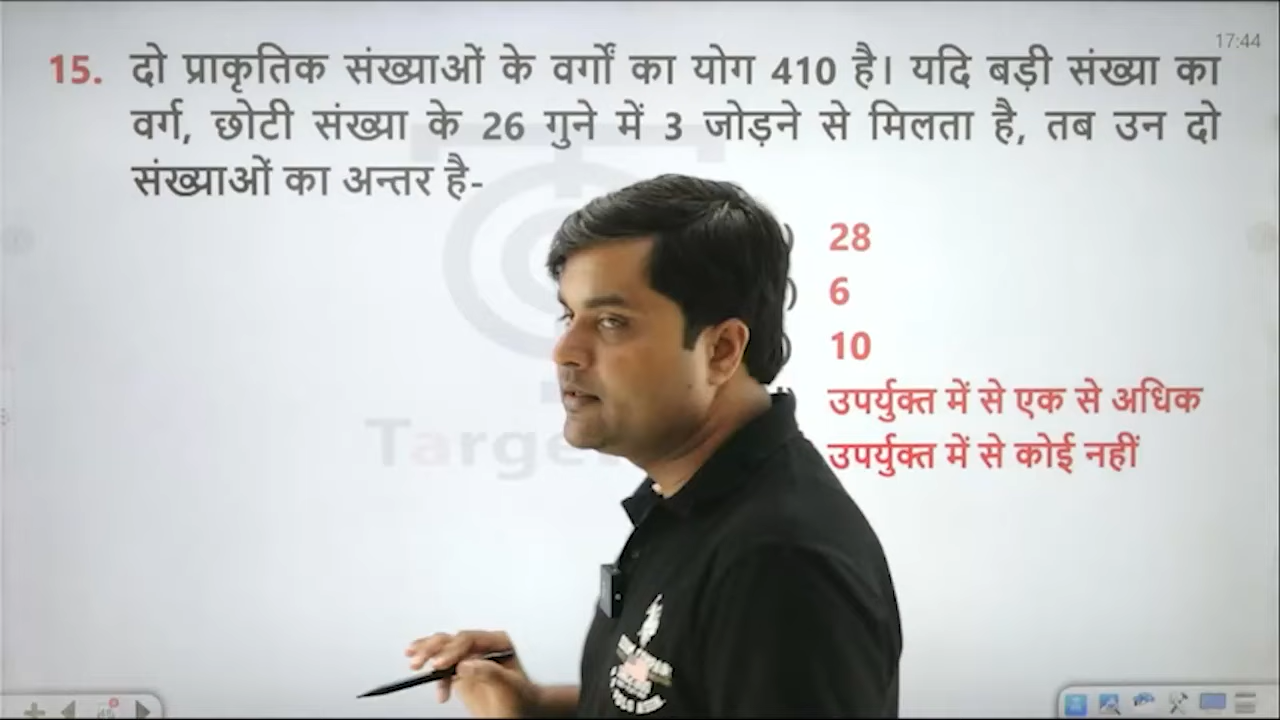 17:44
15. दो प्राकृतिक संख्याओं के वर्गों का योग 410 है। यदि बड़ी संख्या का
वर्ग, छोटी संख्या के 26 गुने में 3 जोड़ने से मिलता है, तब उन दो
संख्याओं का अन्तर है-
) 28
) 6
) 10
उपर्युक्त में से एक से अधिक
उपर्युक्त में से कोई नहीं
Targe